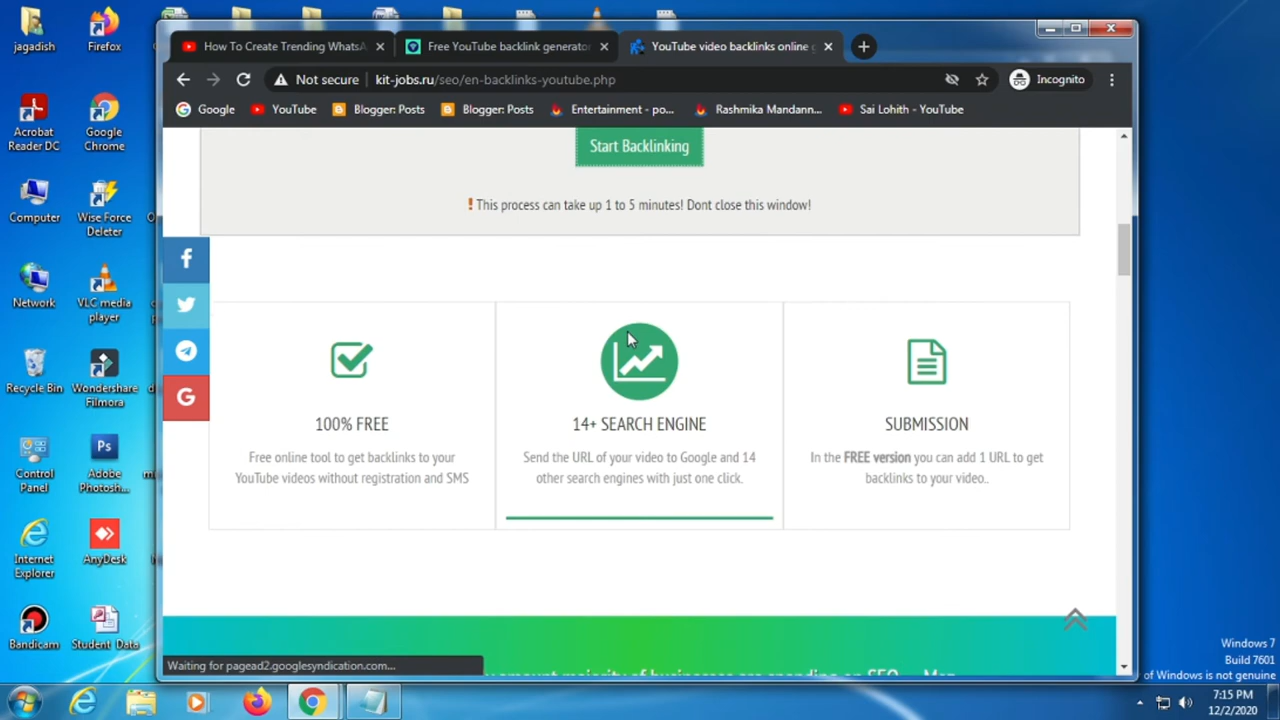 How To Create Trending WhatsA
Free YouTube backlink generator
YouTube video backlinks online g
Not secure
kit-jobs.ru/seo/en-backlinks-youtube.php
Incognito
Google
YouTube
Blogger: Posts
Blogger: Posts
Entertainment - po...
Rashmika Mandann...
Sai Lohith - YouTube
Start Backlinking
! This process can take up 1 to 5 minutes! Dont close this window!
100% FREE
Free online tool to get backlinks to your
YouTube videos without registration and SMS
14+ SEARCH ENGINE
Send the URL of your video to Google and 14
other search engines with just one click.
SUBMISSION
In the FREE version you can add 1 URL to get
backlinks to your video..
Waiting for pagead2.googlesyndication.com...
jagadish
Firefox
Acrobat
Reader DC
Google
Chrome
Computer
Wise Force
Deleter
Network
VLC media
player
Recycle Bin
Wondershare
Filmora
Control
Panel
Adobe
Photosh...
Internet
Explorer
AnyDesk
Bandicam
Student Data
Windows 7
Build 7601
of Windows is not genuine
7:15 PM
12/2/2020